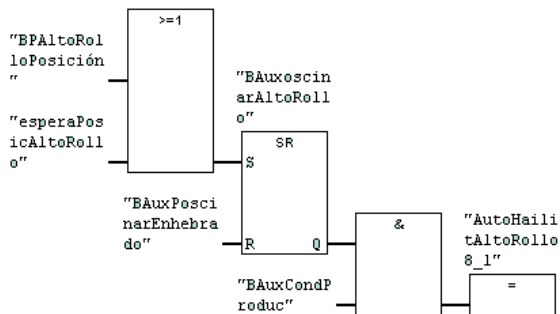 >=1
"BPAltoRol
loPosición
"
"esperaPos
icAltoRoll
o"
"BAuxoscin
arAltoRoll
o"
SR
S
"BAuxPosci
narEnhebra
do"
R
Q
&
"AutoHaili
tAltoRollo
8_1"
"BAuxCondP
roduc"
=